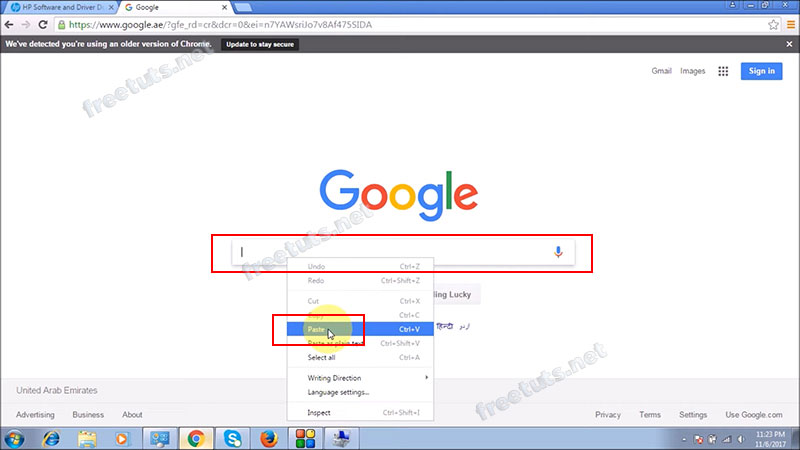 HP Software and Driver D
Google
https://www.google.ae/?gfe_rd=cr&dcr=0&ei=n7YAWsriJo7v8Af475SIDA
We've detected you're using an older version of Chrome. Update to stay secure
freetuts.net
Gmail Images Sign in
Google
freetuts.net
Undo Ctrl+Z
Redo Ctrl+Shift+Z
ling Lucky
Cut Ctrl+X
Copy Ctrl+C
Paste Ctrl+V
हिन्दी اردو
Paste as plain text Ctrl+Shift+V
Select all Ctrl+A
Writing Direction
Language settings...
Inspect Ctrl+Shift+I
United Arab Emirates
freetuts.net
Advertising Business About Privacy Terms Settings Use Google.com
11:23 PM
11/6/2017